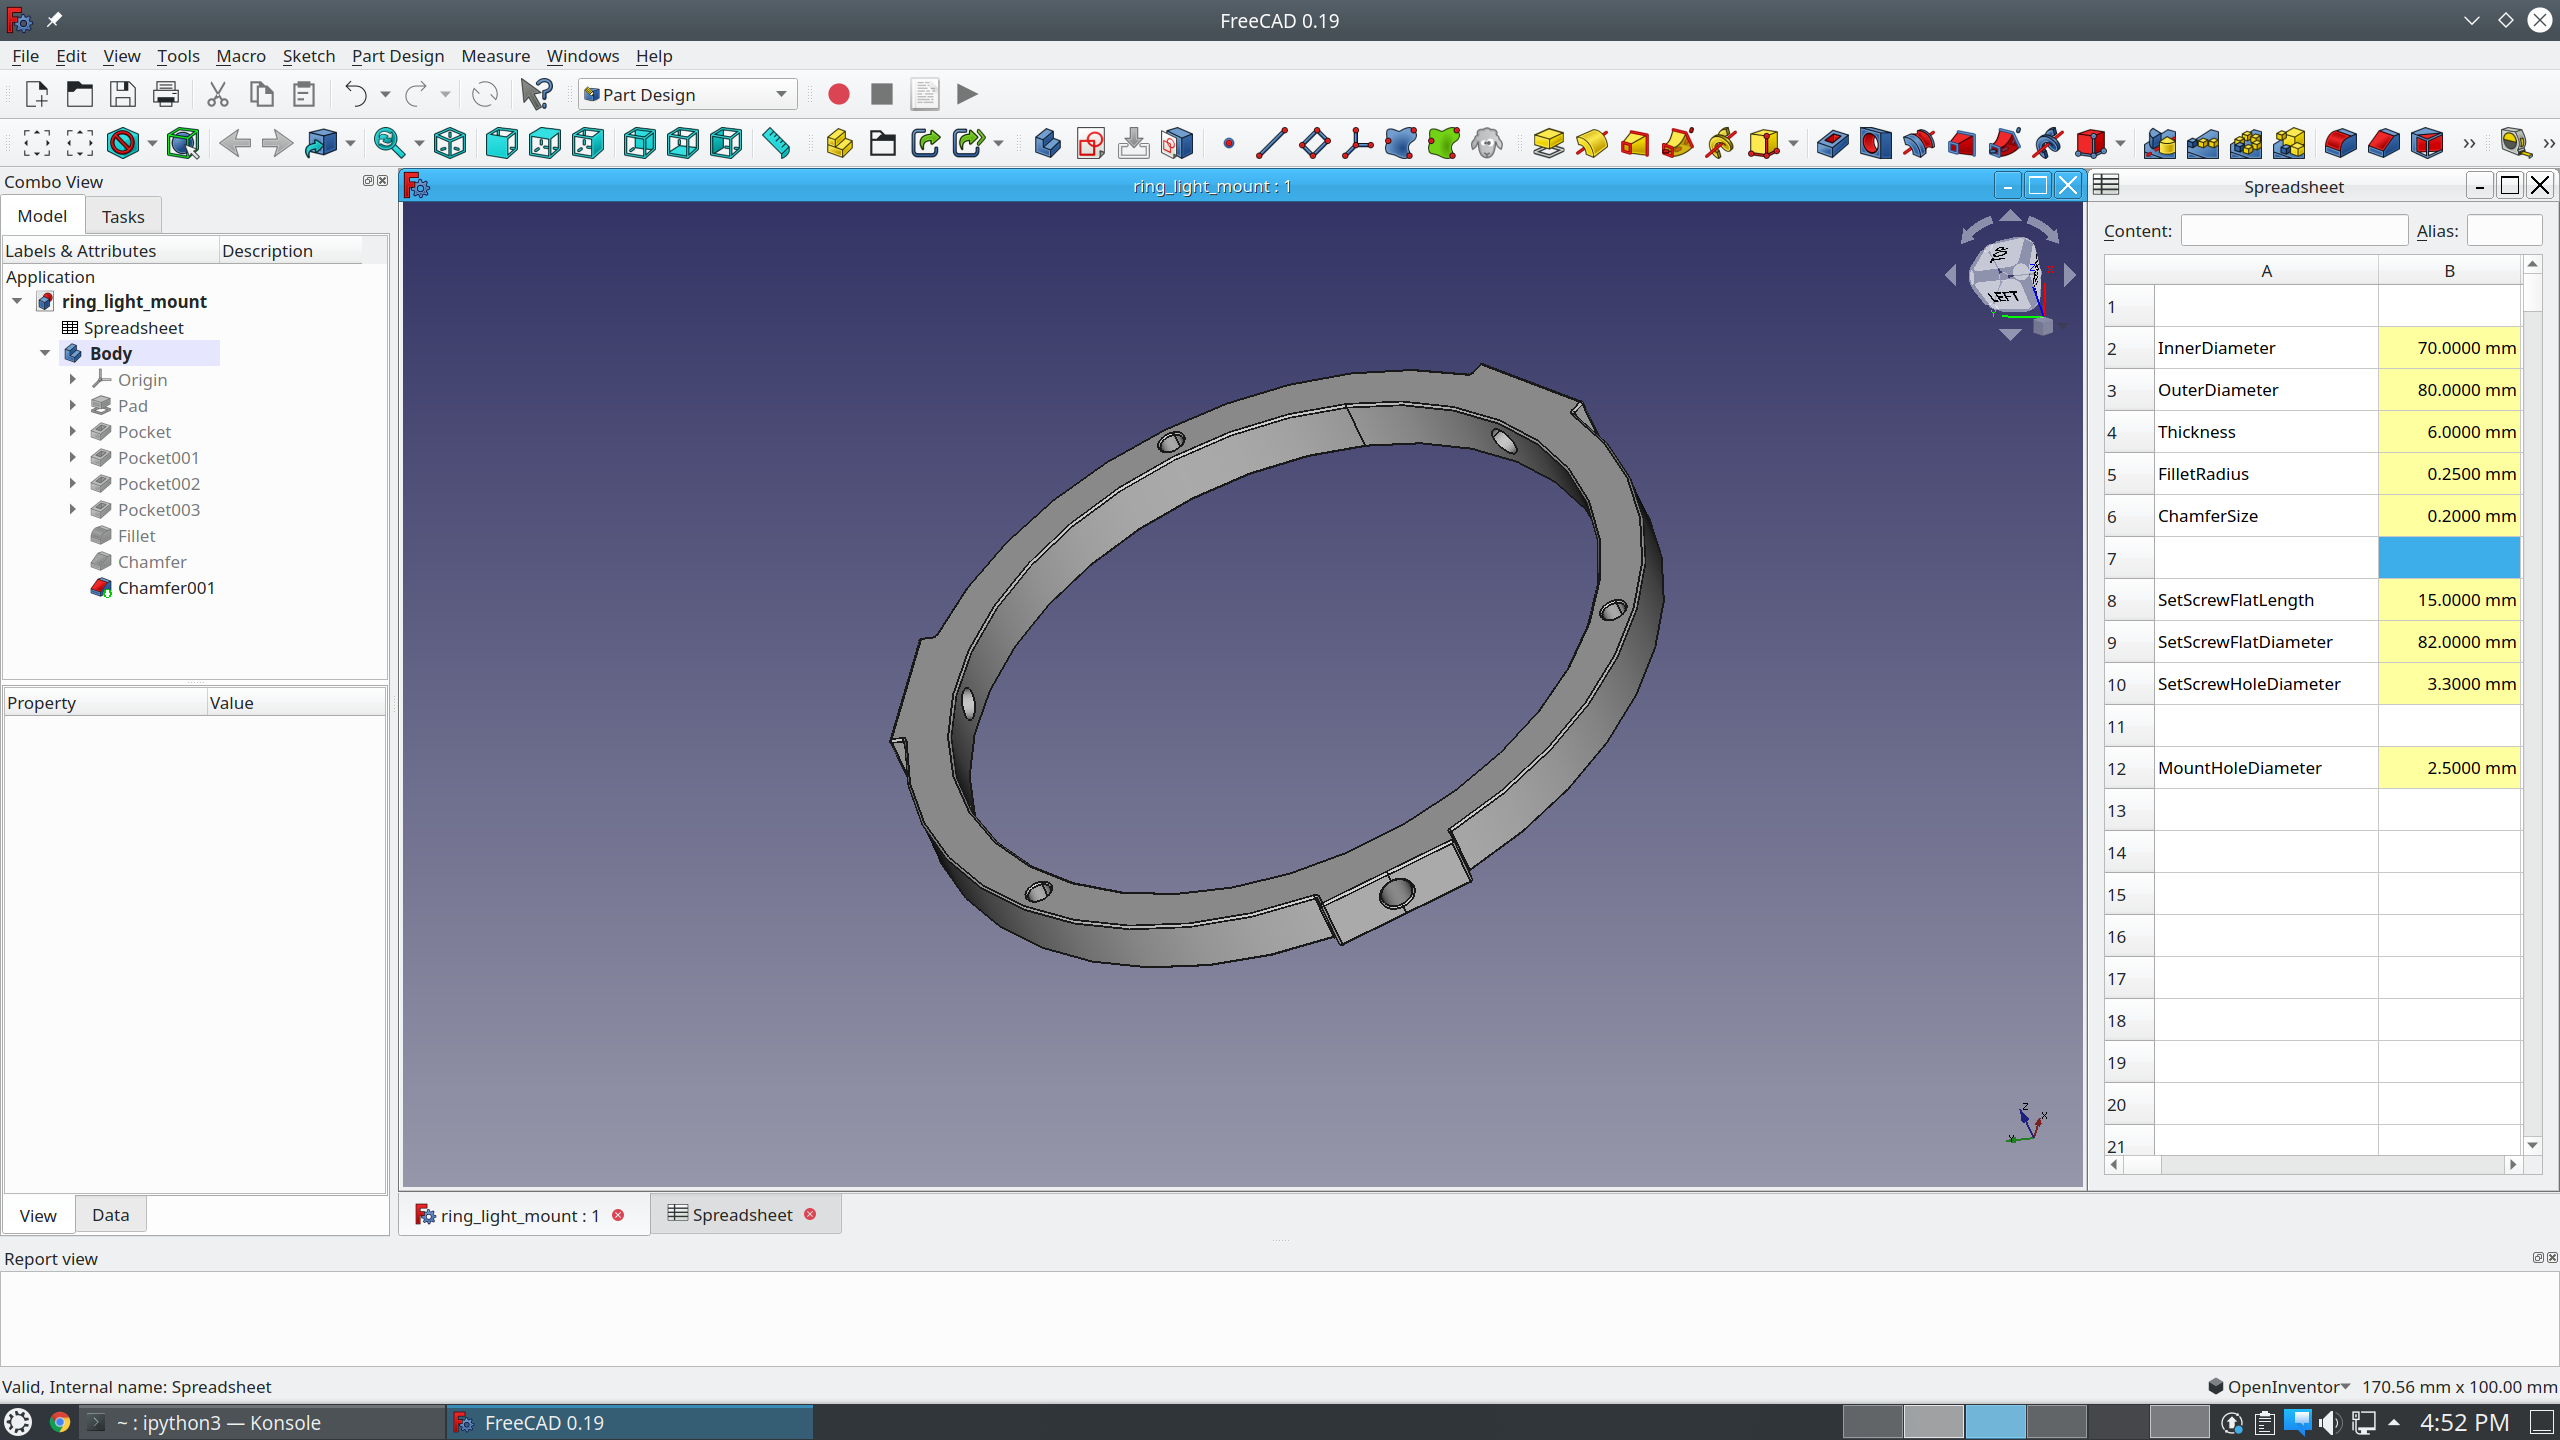 FreeCAD 0.19
File Edit View Tools Macro Sketch Part Design Measure Windows Help
Part Design
Combo View
Model Tasks
Labels & Attributes Description
Application
ring_light_mount
Spreadsheet
Body
Origin
Pad
Pocket
Pocket001
Pocket002
Pocket003
Fillet
Chamfer
Chamfer001
Property Value
View Data
ring_light_mount : 1
TOP
LEFT
Z
X
Y
Z
X
Y
ring_light_mount : 1 Spreadsheet
Spreadsheet
Content: Alias:
A B
1
2 InnerDiameter 70.0000 mm
3 OuterDiameter 80.0000 mm
4 Thickness 6.0000 mm
5 FilletRadius 0.2500 mm
6 ChamferSize 0.2000 mm
7
8 SetScrewFlatLength 15.0000 mm
9 SetScrewFlatDiameter 82.0000 mm
10 SetScrewHoleDiameter 3.3000 mm
11
12 MountHoleDiameter 2.5000 mm
13
14
15
16
17
18
19
20
21
Report view
Valid, Internal name: Spreadsheet OpenInventor 170.56 mm x 100.00 mm
~ : ipython3 — Konsole FreeCAD 0.19 4:52 PM